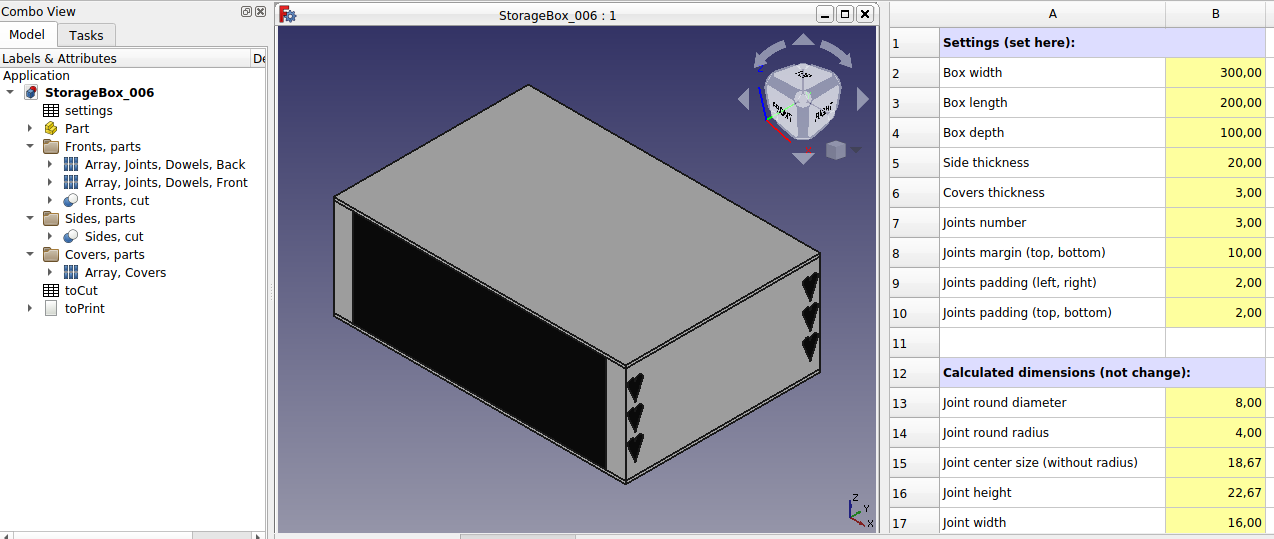 Combo View
Model Tasks
Labels & Attributes De
Application
StorageBox_006
settings
Part
Fronts, parts
Array, Joints, Dowels, Back
Array, Joints, Dowels, Front
Fronts, cut
Sides, parts
Sides, cut
Covers, parts
Array, Covers
toCut
toPrint
StorageBox_006 : 1
FRONT RIGHT
Z
Y
X
A B
1 Settings (set here):
2 Box width 300,00
3 Box length 200,00
4 Box depth 100,00
5 Side thickness 20,00
6 Covers thickness 3,00
7 Joints number 3,00
8 Joints margin (top, bottom) 10,00
9 Joints padding (left, right) 2,00
10 Joints padding (top, bottom) 2,00
11
12 Calculated dimensions (not change):
13 Joint round diameter 8,00
14 Joint round radius 4,00
15 Joint center size (without radius) 18,67
16 Joint height 22,67
17 Joint width 16,00